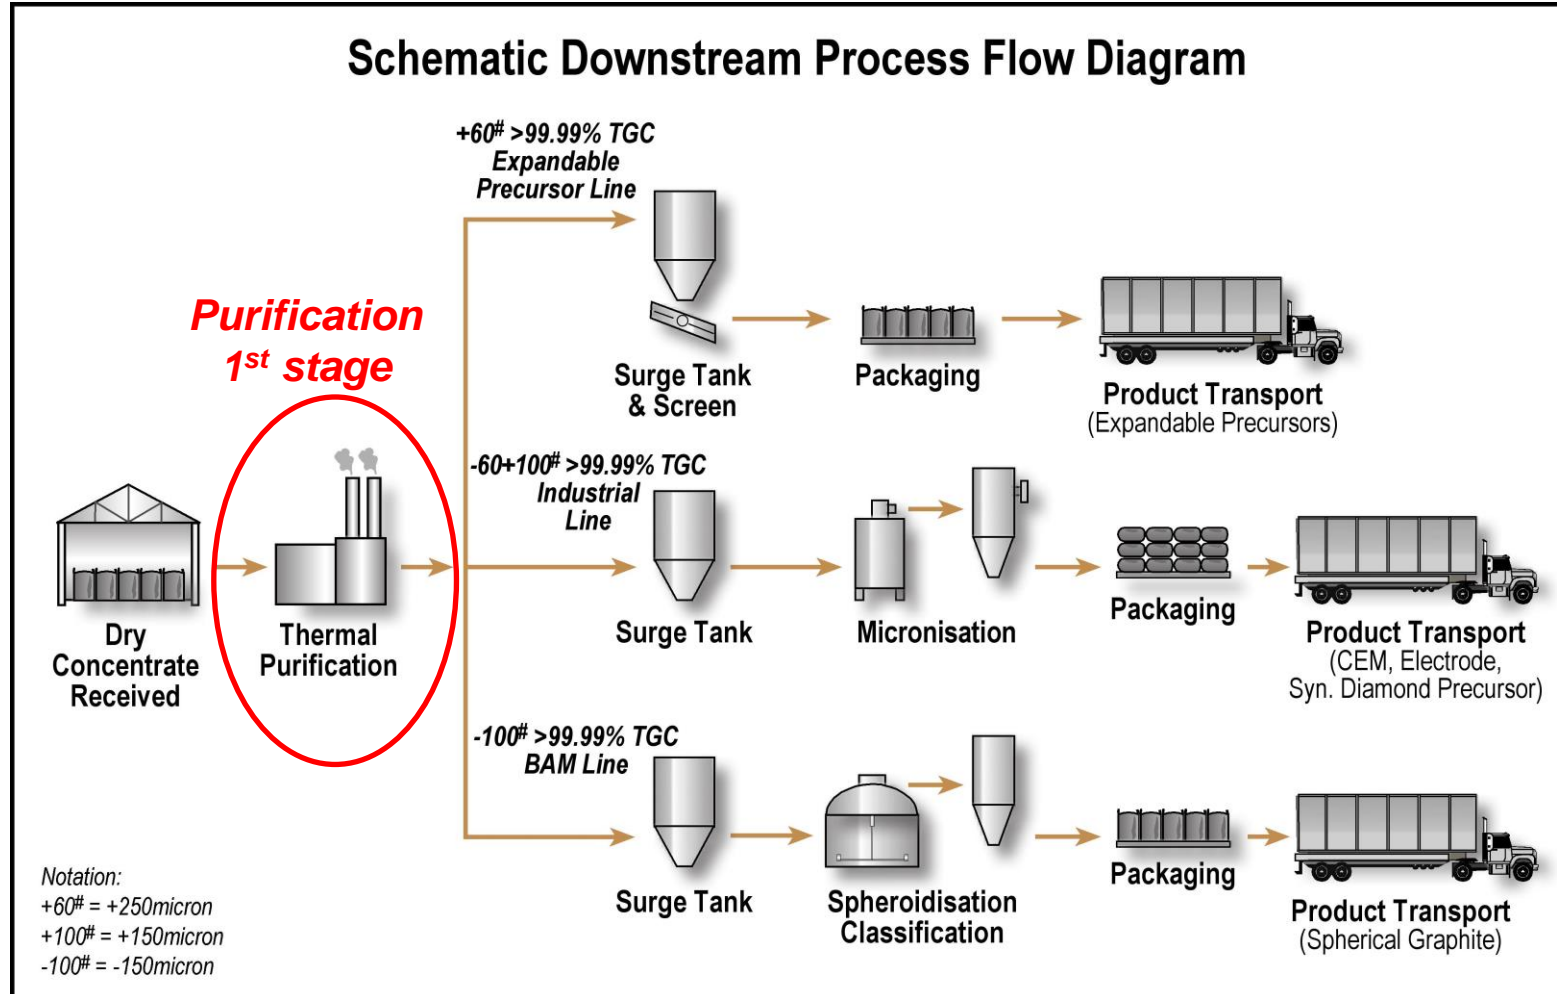 Schematic Downstream Process Flow Diagram
+60# >99.99% TGC
Expandable
Precursor Line
Purification
1st stage
Surge Tank
& Screen
Packaging
Product Transport
(Expandable Precursors)
-60+100# >99.99% TGC
Industrial
Line
Dry
Concentrate
Received
Thermal
Purification
Surge Tank
Micronisation
Packaging
Product Transport
(CEM, Electrode,
Syn. Diamond Precursor)
-100# >99.99% TGC
BAM Line
Surge Tank
Spheroidisation
Classification
Packaging
Product Transport
(Spherical Graphite)
Notation:
+60# = +250micron
+100# = +150micron
-100# = -150micron